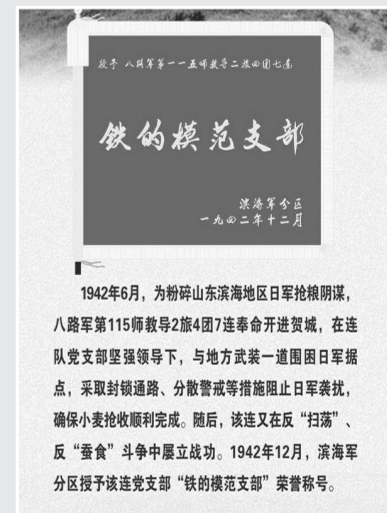 授予 八路军第一一五师教导二旅四团七连
铁的模范支部
滨海军分区
一九四二年十二月
1942年6月，为粉碎山东滨海地区日军抢粮阴谋，
八路军第115师教导2旅4团7连奉命开进贺城，在连
队党支部坚强领导下，与地方武装一道围困日军据
点，采取封锁通路、分散警戒等措施阻止日军袭扰，
确保小麦抢收顺利完成。随后，该连又在反“扫荡”、
反“蚕食”斗争中屡立战功。1942年12月，滨海军
分区授予该连党支部“铁的模范支部”荣誉称号。